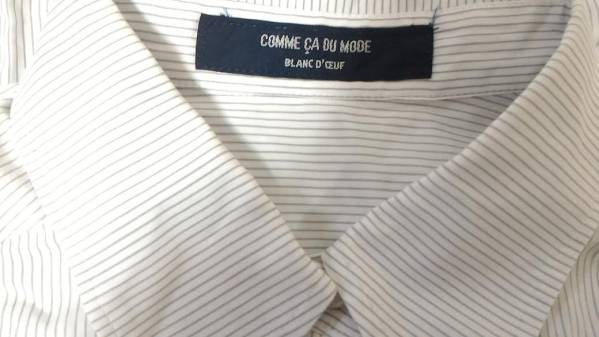 COMME ÇA DU MODE
BLANC D'ŒUF